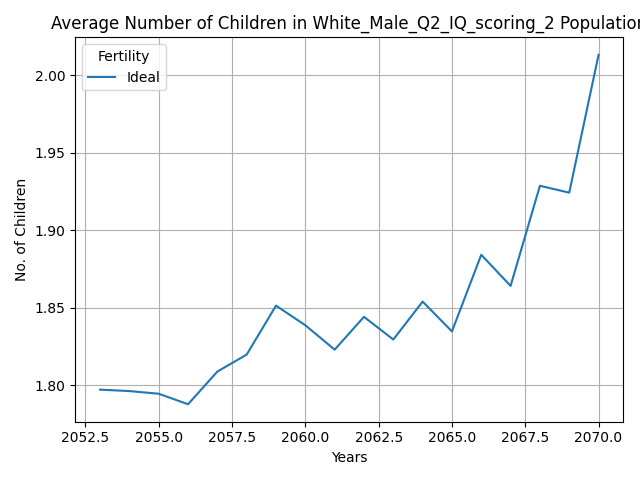 Average Number of Children in White_Male_Q2_IQ_scoring_2 Population
Fertility
Ideal
No. of Children
2.00
1.95
1.90
1.85
1.80
2052.5 2055.0 2057.5 2060.0 2062.5 2065.0 2067.5 2070.0
Years